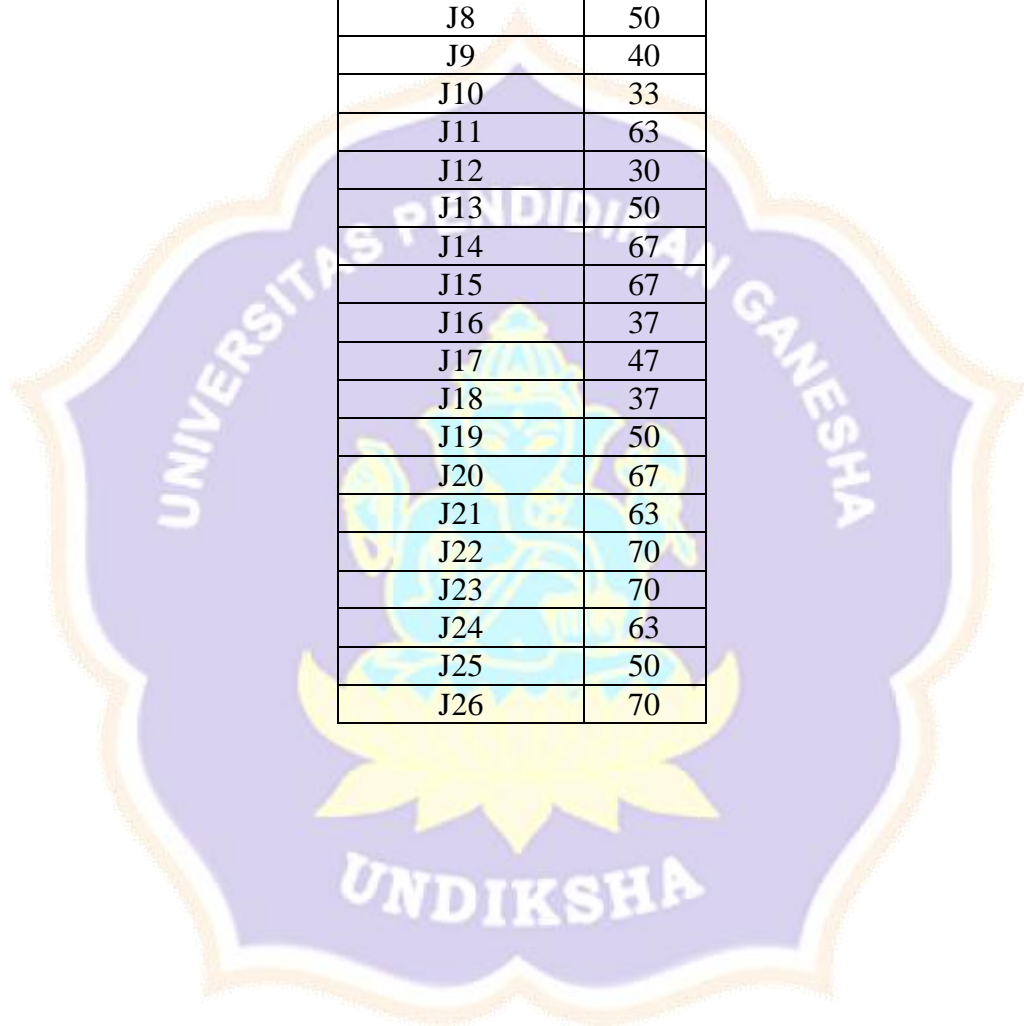 J8 50
J9 40
J10 33
J11 63
J12 30
J13 50
J14 67
J15 67
J16 37
J17 47
J18 37
J19 50
J20 67
J21 63
J22 70
J23 70
J24 63
J25 50
J26 70
UNIVERSITAS PENDIDIKAN GANESHA
UNDIKSHA